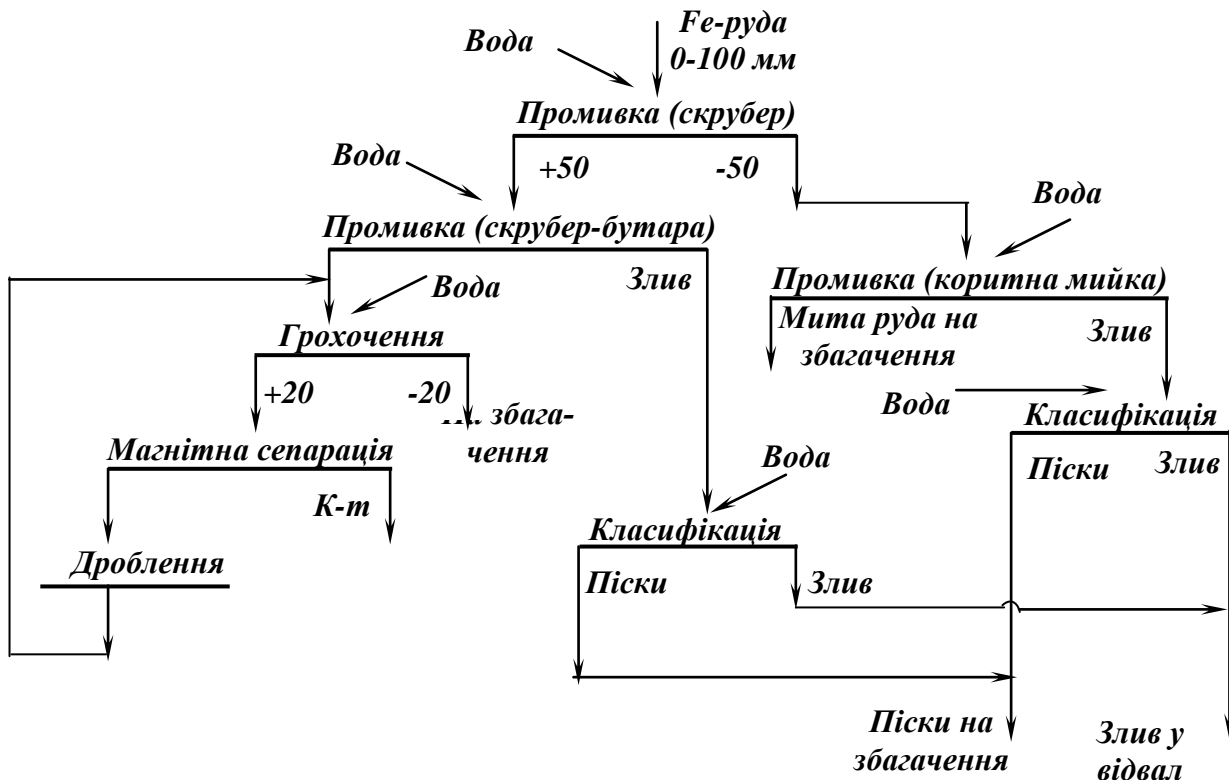 Fe-руда
0-100 мм
Вода
Промивка (скрубер)
+50
-50
Вода
Промивка (скрубер-бутара)
Вода
Промивка (коритна мийка)
Злив
Вода
Мита руда на
збагачення
Злив
Грохочення
+20
-20
Вода
Класифікація
збага-
чення
Магнітна сепарація
Піски
Злив
Вода
К-т
Класифікація
Дроблення
Піски
Злив
Піски на
збагачення
Злив у
відвал